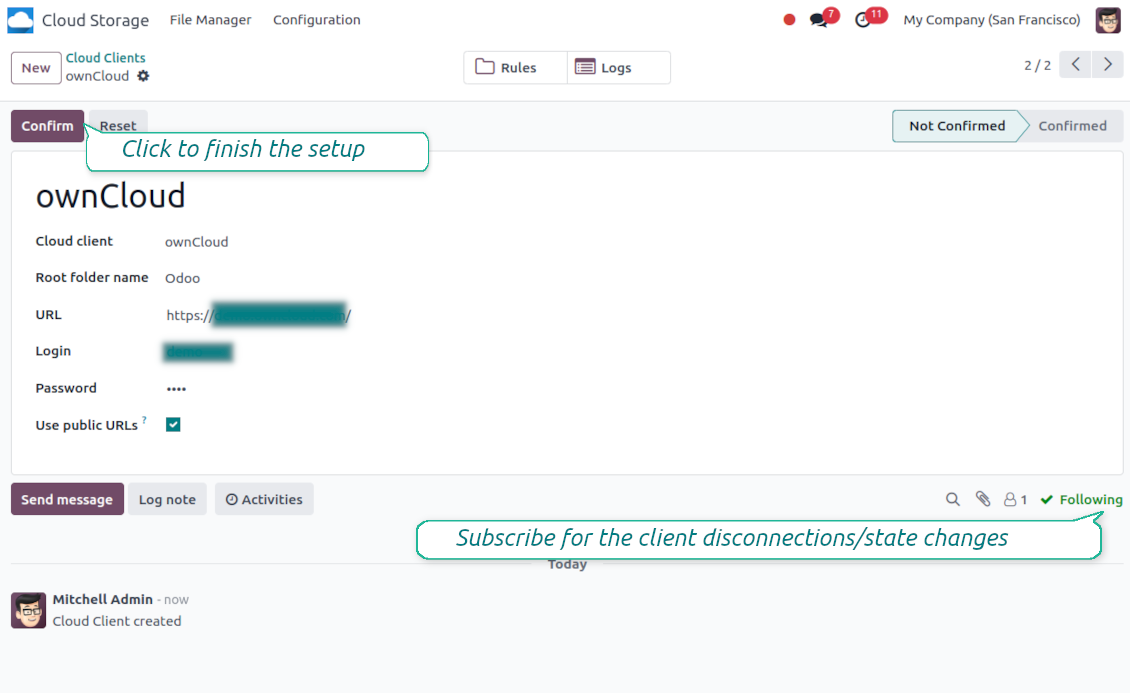 Cloud Storage File Manager Configuration 7 11 My Company (San Francisco)
New Cloud Clients
ownCloud
Rules Logs 2 / 2
Confirm Reset Not Confirmed Confirmed
Click to finish the setup
ownCloud
Cloud client ownCloud
Root folder name Odoo
URL https:// /
Login
Password ••••
Use public URLs ?
Send message Log note Activities 1 Following
Subscribe for the client disconnections/state changes
Today
Mitchell Admin - now
Cloud Client created